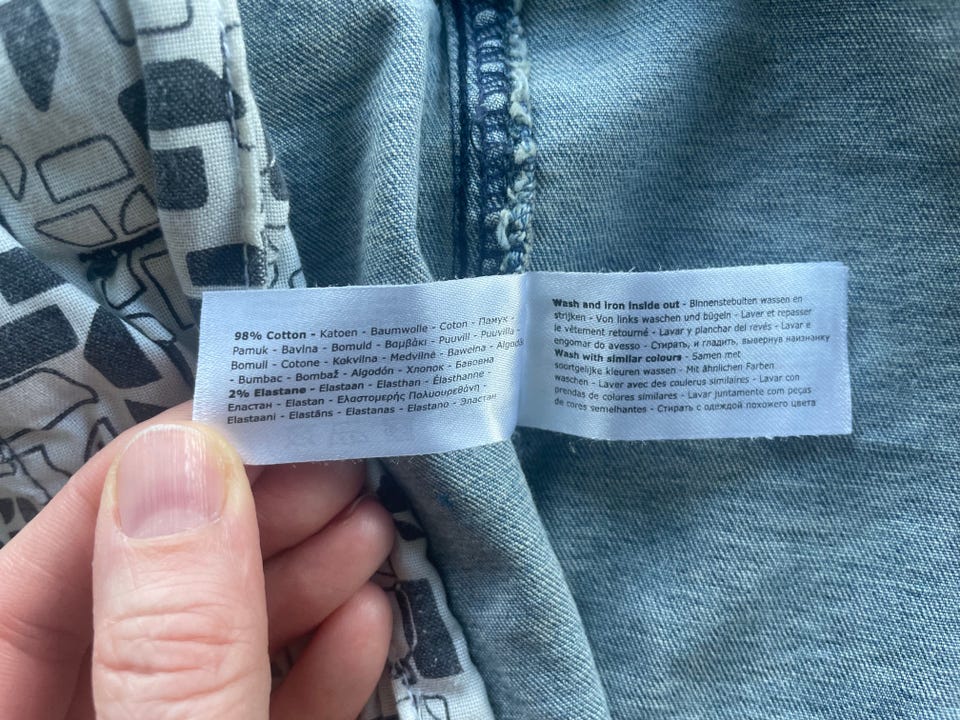 98% Cotton - Katoen - Baumwolle - Coton - Памук -
Pamuk - Bavlna - Bomuld - Βαμβάκι - Puuvill - Puuvilla -
Bomull - Cotone - Kokvilna - Medvilnė - Bawełna - Algodã
- Bumbac - Bombaž - Algodón - Хлопок - Бавовна
2% Elastane - Elastaan - Elasthan - Élasthanne -
Еластан - Elastan - Ελαστομερής Πολυουρεθάνη -
Elastaani - Elastāns - Elastanas - Elastano - Эластан
Wash and iron inside out - Binnenstebuiten wassen en
strijken - Von links waschen und bügeln - Laver et repasser
le vêtement retourné - Lavar y planchar del revés - Lavar e
engomar do avesso - Стирать, и гладить, вывернув наизнанку
Wash with similar colours - Samen met
soortgelijke kleuren wassen - Mit ähnlichen Farben
waschen - Laver avec des couleurs similaires - Lavar con
prendas de colores similares - Lavar juntamente com peças
de cores semelhantes - Стирать с одеждой похожего цвета